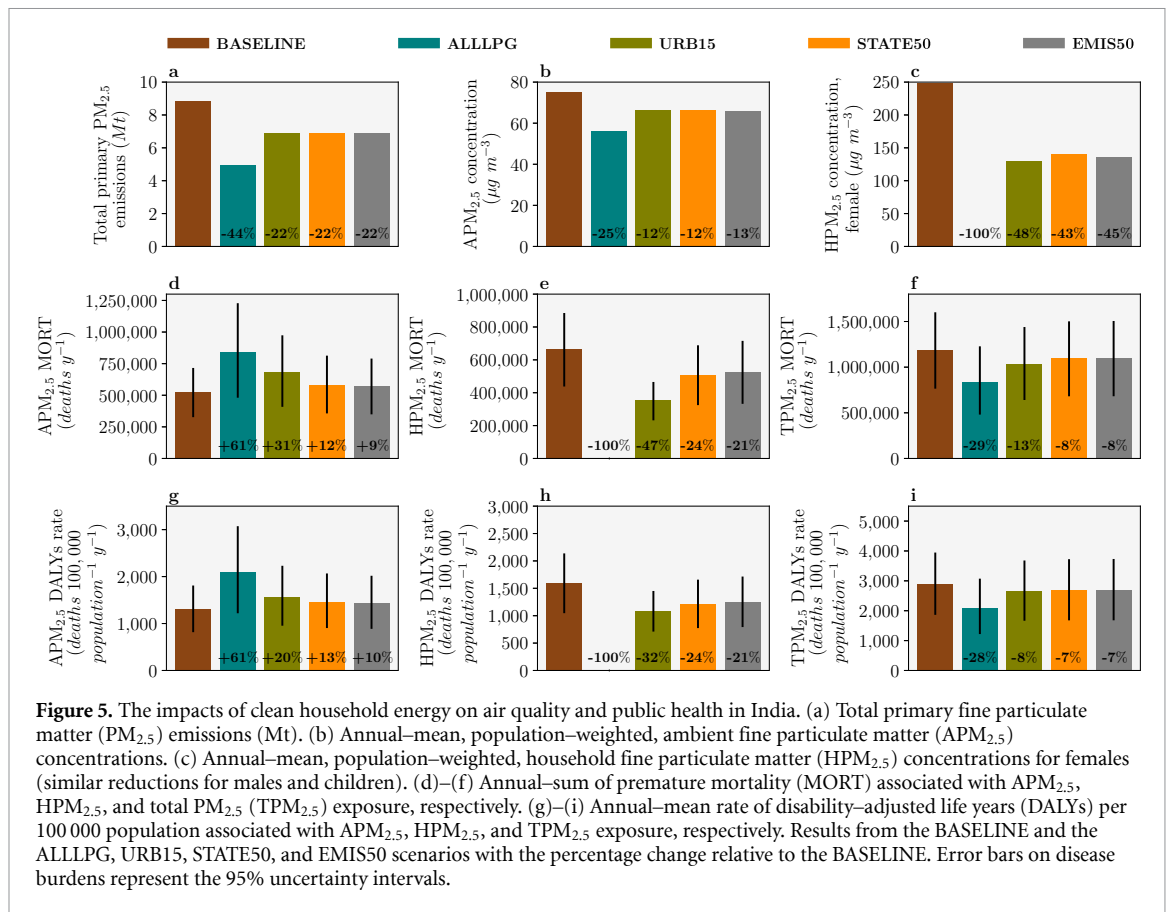 BASELINE ALLLPG URB15 STATE50 EMIS50
a
Total primary PM2.5
emissions (Mt)
10
8
6
4
2
0
-44% -22% -22% -22%
b
APM2.5 concentration
(μg m−3)
80
60
40
20
0
-25% -12% -12% -13%
c
HPM2.5 concentration,
female (μg m−3)
250
200
150
100
50
0
-100% -48% -43% -45%
d
APM2.5 MORT
(deaths y−1)
1,250,000
1,000,000
750,000
500,000
250,000
0
+61% +31% +12% +9%
e
HPM2.5 MORT
(deaths y−1)
1,000,000
800,000
600,000
400,000
200,000
0
-100% -47% -24% -21%
f
TPM2.5 MORT
(deaths y−1)
1,500,000
1,000,000
500,000
0
-29% -13% -8% -8%
g
APM2.5 DALYs rate
(deaths 100, 000
population−1 y−1)
3,000
2,000
1,000
0
+61% +20% +13% +10%
h
HPM2.5 DALYs rate
(deaths 100, 000
population−1 y−1)
3,000
2,500
2,000
1,500
1,000
500
0
-100% -32% -24% -21%
i
TPM2.5 DALYs rate
(deaths 100, 000
population−1 y−1)
5,000
4,000
3,000
2,000
1,000
0
-28% -8% -7% -7%
Figure 5. The impacts of clean household energy on air quality and public health in India. (a) Total primary fine particulate
matter (PM2.5) emissions (Mt). (b) Annual–mean, population–weighted, ambient fine particulate matter (APM2.5)
concentrations. (c) Annual–mean, population–weighted, household fine particulate matter (HPM2.5) concentrations for females
(similar reductions for males and children). (d)–(f) Annual–sum of premature mortality (MORT) associated with APM2.5,
HPM2.5, and total PM2.5 (TPM2.5) exposure, respectively. (g)–(i) Annual–mean rate of disability–adjusted life years (DALYs) per
100 000 population associated with APM2.5, HPM2.5, and TPM2.5 exposure, respectively. Results from the BASELINE and the
ALLLPG, URB15, STATE50, and EMIS50 scenarios with the percentage change relative to the BASELINE. Error bars on disease
burdens represent the 95% uncertainty intervals.